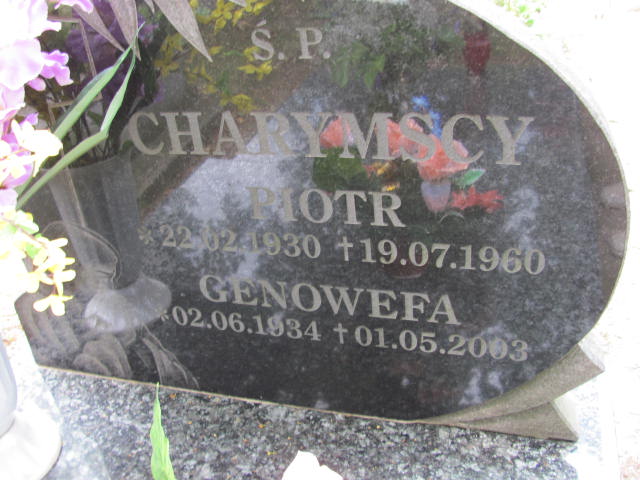 Ś. P.
CHARYMSCY
PIOTR
* 22.02.1930 † 19.07.1960
GENOWEFA
* 02.06.1934 † 01.05.2003